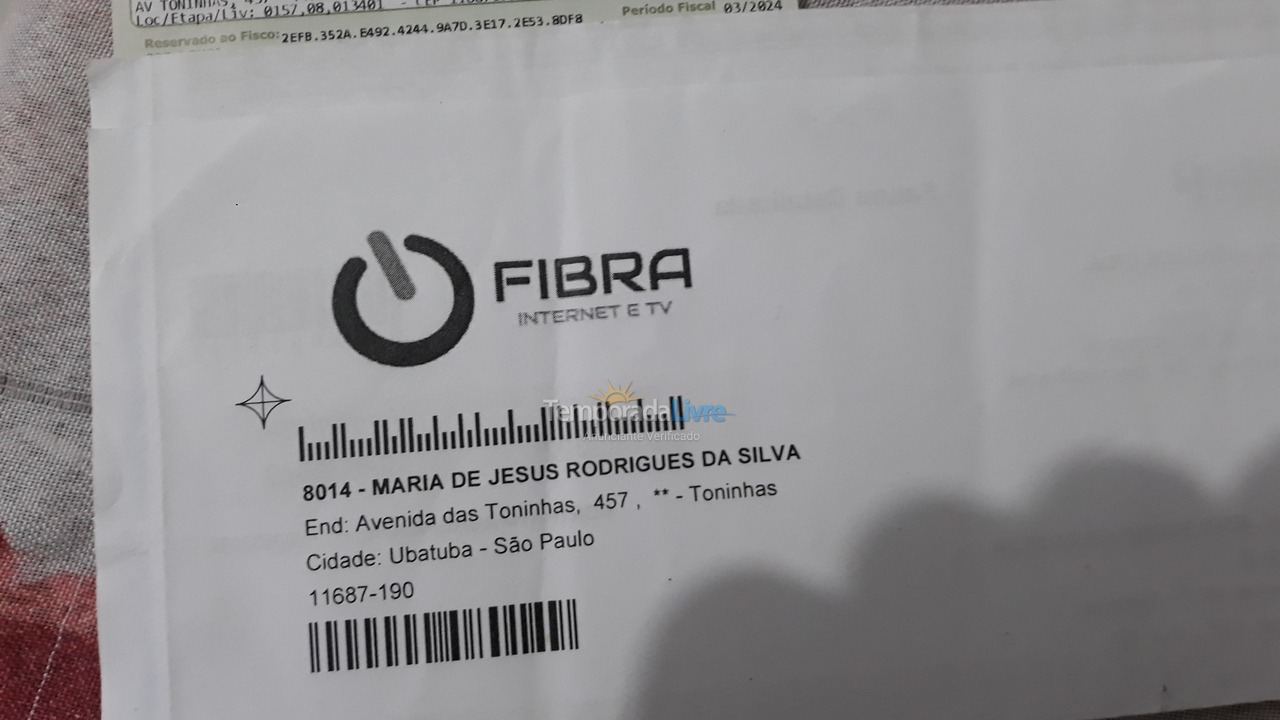 AV TONINHAS,
Loc/Etapa/Liv: 0157,08,013401 - CEP
Reservado ao Fisco: 2EFB.352A.E492.4244.9A7D.3E17.2E53.8DF8 Período Fiscal 03/2024
FIBRA
INTERNET E TV
TemporadaLivre
Anunciante Verificado
8014 - MARIA DE JESUS RODRIGUES DA SILVA
End: Avenida das Toninhas, 457 , ** - Toninhas
Cidade: Ubatuba - São Paulo
11687-190